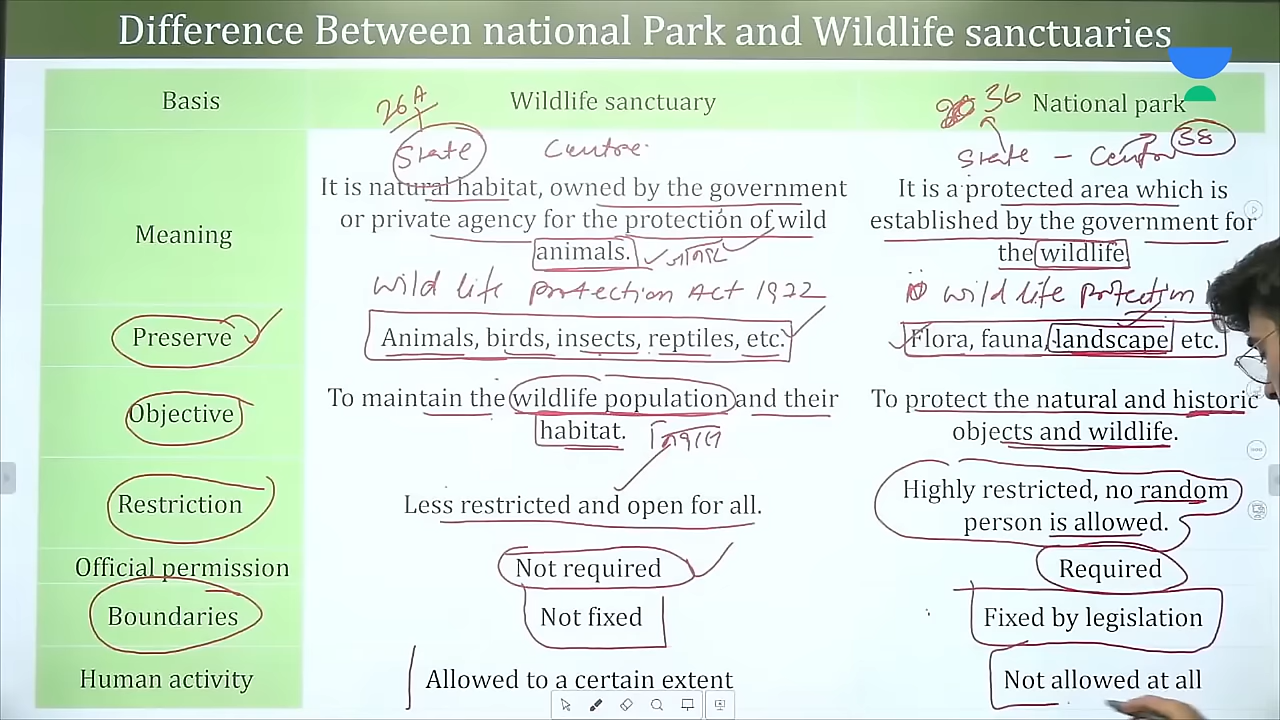 Difference Between national Park and Wildlife sanctuaries
Basis
26A
Wildlife sanctuary
36
National park
State
Centre
State - Centre
38
Meaning
It is natural habitat, owned by the government
or private agency for the protection of wild
animals.
जानवर
It is a protected area which is
established by the government for
the wildlife.
wild life Protection Act 1972
wild life protection
Preserve
Animals, birds, insects, reptiles, etc.
Flora, fauna, landscape etc.
Objective
To maintain the wildlife population and their
habitat.
To protect the natural and historic
objects and wildlife.
Restriction
Less restricted and open for all.
Highly restricted, no random
person is allowed.
Official permission
Not required
Required
Boundaries
Not fixed
Fixed by legislation
Human activity
Allowed to a certain extent
Not allowed at all